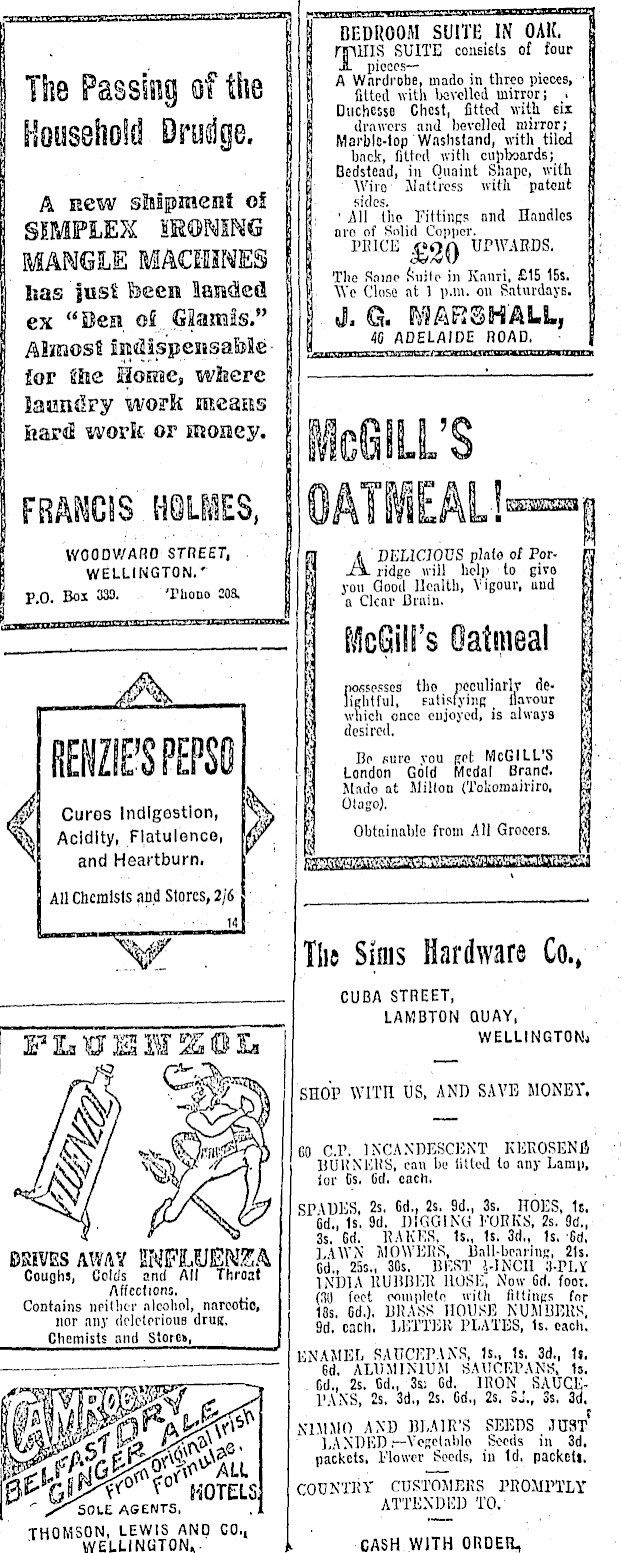 The Passing of the
Household Drudge.
A new shipment of
SIMPLEX IRONING
MANGLE MACHINES
has just been landed
ex "Ben of Glamis."
Almost indispensable
for the Home, where
laundry work means
hard work or money.
FRANCIS HOLMES,
WOODWARD STREET,
WELLINGTON.
P.O. Box 339. 'Phone 208.
RENZIE'S PEPSO
Cures Indigestion,
Acidity, Flatulence,
and Heartburn.
All Chemists and Stores, 2/6
14
FLUENZOL
FLUENZOL
DRIVES AWAY INFLUENZA
Coughs, Colds and All Throat
Affections.
Contains neither alcohol, narcotic,
nor any deleterious drug.
Chemists and Stores,
CAMROC
BELFAST DRY
GINGER ALE
From original Irish
Formulae.
ALL
HOTELS
SOLE AGENTS,
THOMSON, LEWIS AND CO.,
WELLINGTON.
BEDROOM SUITE IN OAK.
THIS SUITE consists of four
pieces—
A Wardrobe, made in three pieces,
fitted with bevelled mirror;
Duchesse Chest, fitted with six
drawers and bevelled mirror;
Marble-top Washstand, with tiled
back, fitted with cupboards;
Bedstead, in Quaint Shape, with
Wire Mattress with patent
sides.
All the Fittings and Handles
are of Solid Copper.
PRICE £20 UPWARDS.
The Same Suite in Kauri, £15 15s.
We Close at 1 p.m. on Saturdays.
J. G. MARSHALL,
40 ADELAIDE ROAD.
McGILL'S
OATMEAL!—
A DELICIOUS plate of Por-
ridge will help to give
you Good Health, Vigour, and
a Clear Brain.
McGill's Oatmeal
possesses the peculiarly de-
lightful, satisfying flavour
which once enjoyed, is always
desired.
Be sure you get McGILL'S
London Gold Medal Brand.
Made at Milton (Tokomairiro,
Otago).
Obtainable from All Grocers.
The Sims Hardware Co.,
CUBA STREET,
LAMBTON QUAY,
WELLINGTON.
SHOP WITH US, AND SAVE MONEY.
60 C.P. INCANDESCENT KEROSENE
BURNERS, can be fitted to any Lamp,
for 6s. 6d. each.
SPADES, 2s. 6d., 2s. 9d., 3s. HOES, 1s.
6d., 1s. 9d. DIGGING FORKS, 2s. 9d.,
3s. 6d. RAKES, 1s., 1s. 3d., 1s. 6d.
LAWN MOWERS, Ball-bearing, 21s.
6d., 25s., 30s. BEST ½-INCH 3-PLY
INDIA RUBBER HOSE, Now 6d. foot.
(30 feet complete with fittings for
18s. 6d.). BRASS HOUSE NUMBERS,
9d. each. LETTER PLATES, 1s. each.
ENAMEL SAUCEPANS, 1s., 1s. 3d., 1s.
6d. ALUMINIUM SAUCEPANS, 1s.
6d., 2s. 6d., 3s. 6d. IRON SAUCE-
PANS, 2s. 3d., 2s. 6d., 2s. 3s. 3d.
NIMMO AND BLAIR'S SEEDS JUST
LANDED:—Vegetable Seeds in 3d.
packets, Flower Seeds, in 1d. packets.
COUNTRY CUSTOMERS PROMPTLY
ATTENDED TO.
CASH WITH ORDER,